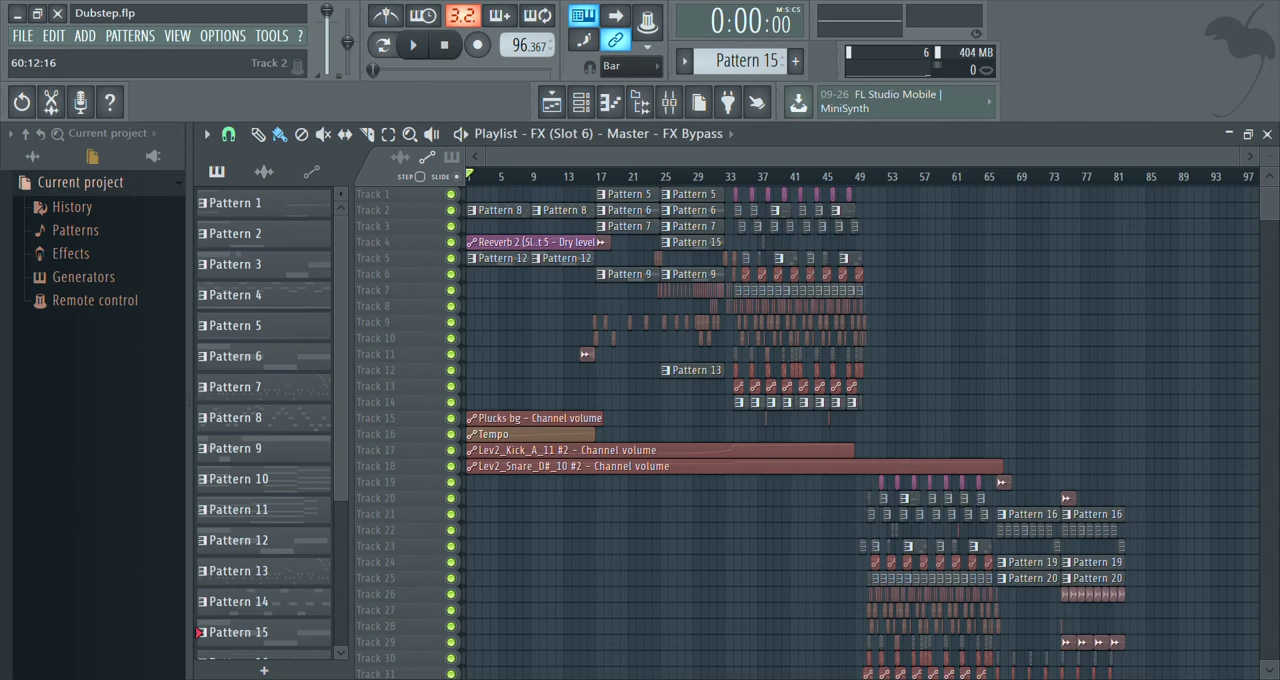 Dubstep.flp
FILE EDIT ADD PATTERNS VIEW OPTIONS TOOLS ?
60:12:16 Track 2
3.2.
96.367
Bar
0:00:00
M:S:CS
Pattern 15
6 404 MB
0
09-26 FL Studio Mobile |
MiniSynth
Current project
Current project
History
Patterns
Effects
Generators
Remote control
Playlist - FX (Slot 6) - Master - FX Bypass
STEP SLIDE
5 9 13 17 21 25 29 33 37 41 45 49 53 57 61 65 69 73 77 81 85 89 93 97
Pattern 1
Pattern 2
Pattern 3
Pattern 4
Pattern 5
Pattern 6
Pattern 7
Pattern 8
Pattern 9
Pattern 10
Pattern 11
Pattern 12
Pattern 13
Pattern 14
Pattern 15
Track 1 Pattern 5 Pattern 5
Track 2 Pattern 8 Pattern 8 Pattern 6 Pattern 6
Track 3 Pattern 7 Pattern 7
Track 4 Reeverb 2 (Sl..t 5 - Dry level Pattern 15
Track 5 Pattern 12 Pattern 12
Track 6 Pattern 9 Pattern 9
Track 7
Track 8
Track 9
Track 10
Track 11
Track 12 Pattern 13
Track 13
Track 14
Track 15 Plucks bg - Channel volume
Track 16 Tempo
Track 17 Lev2_Kick_A_11 #2 - Channel volume
Track 18 Lev2_Snare_D#_10 #2 - Channel volume
Track 19
Track 20
Track 21 Pattern 16 Pattern 16
Track 22
Track 23
Track 24 Pattern 19 Pattern 19
Track 25 Pattern 20 Pattern 20
Track 26
Track 27
Track 28
Track 29
Track 30
Track 31